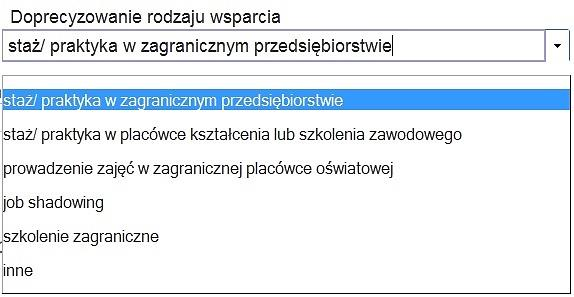 Doprecyzowanie rodzaju wsparcia
staż/ praktyka w zagranicznym przedsiębiorstwie
staż/ praktyka w zagranicznym przedsiębiorstwie
staż/ praktyka w placówce kształcenia lub szkolenia zawodowego
prowadzenie zajęć w zagranicznej placówce oświatowej
job shadowing
szkolenie zagraniczne
inne